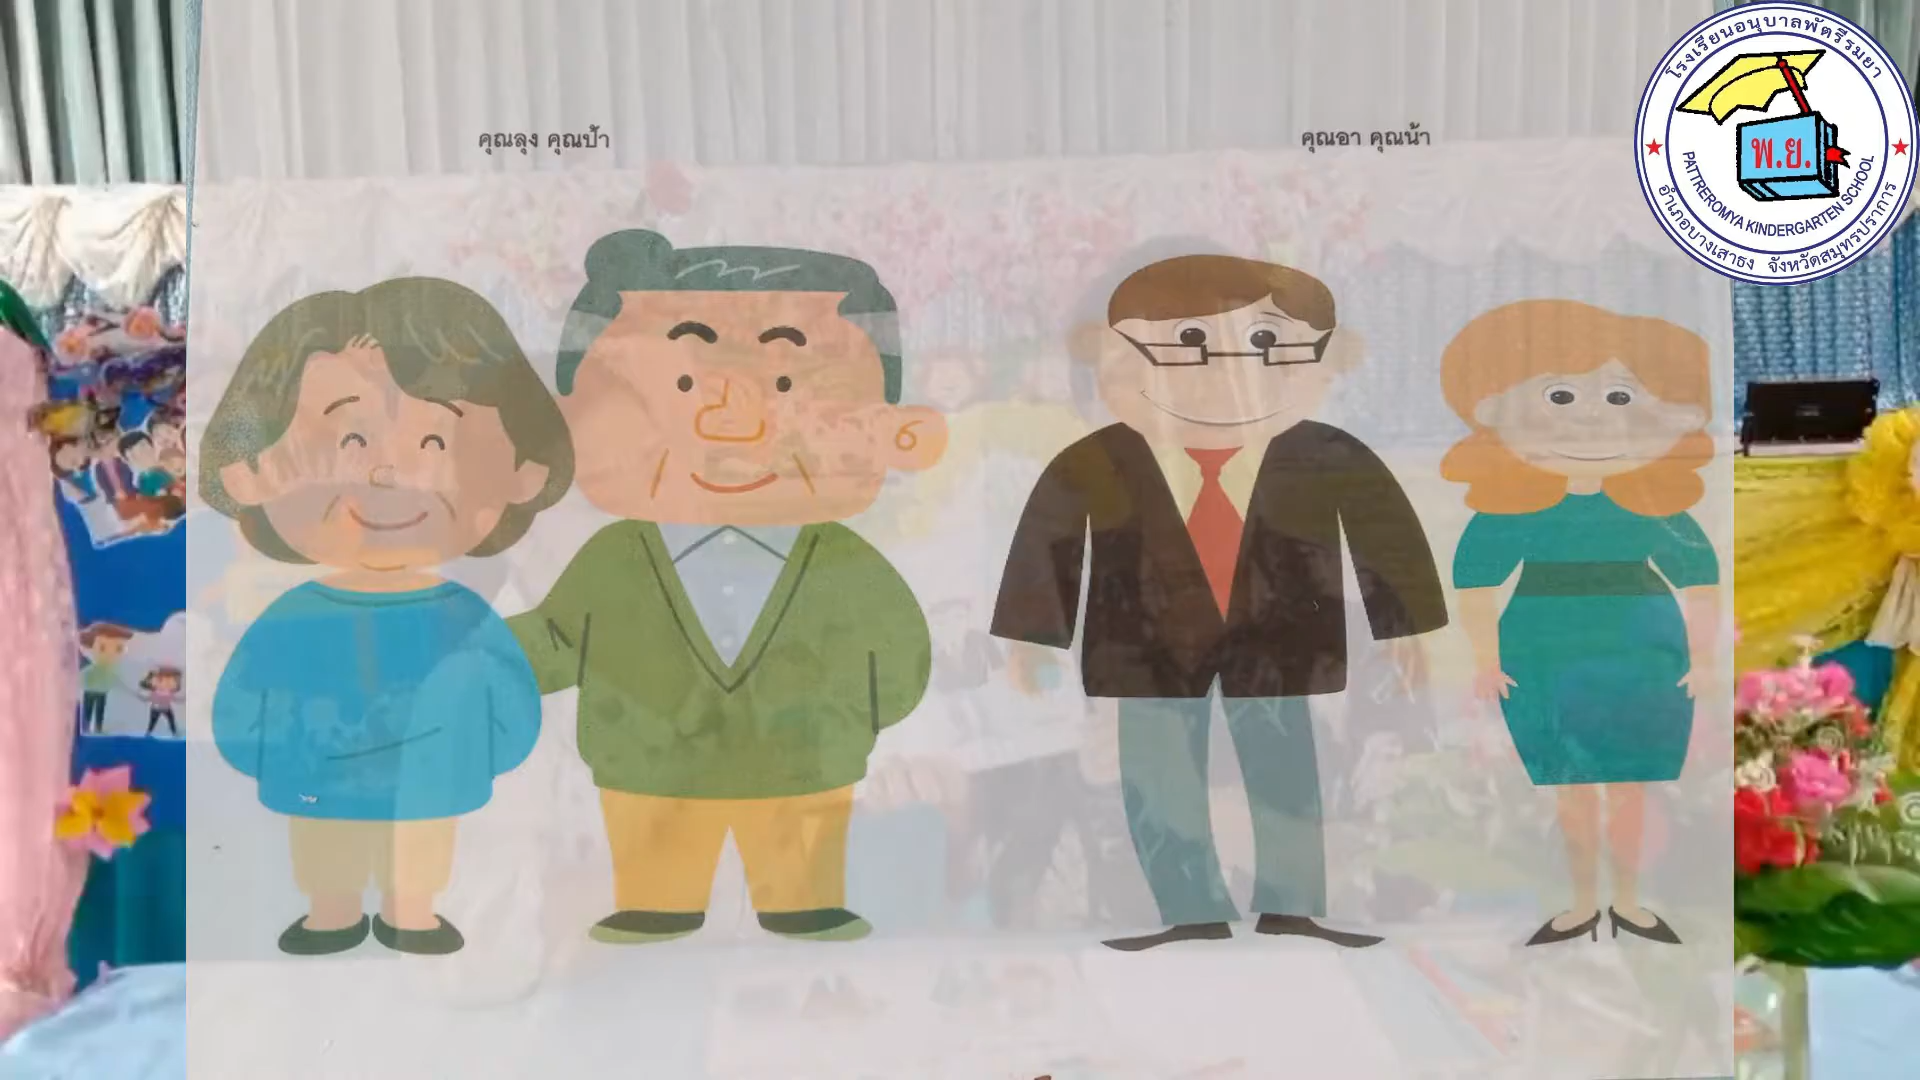 คุณลุง คุณป้า
คุณอา คุณน้า
โรงเรียนอนุบาลพัตรีรมยา
พ.ย.
PATTREROMYA KINDERGARTEN SCHOOL
อำเภอบางเสาธง จังหวัดสมุทรปราการ